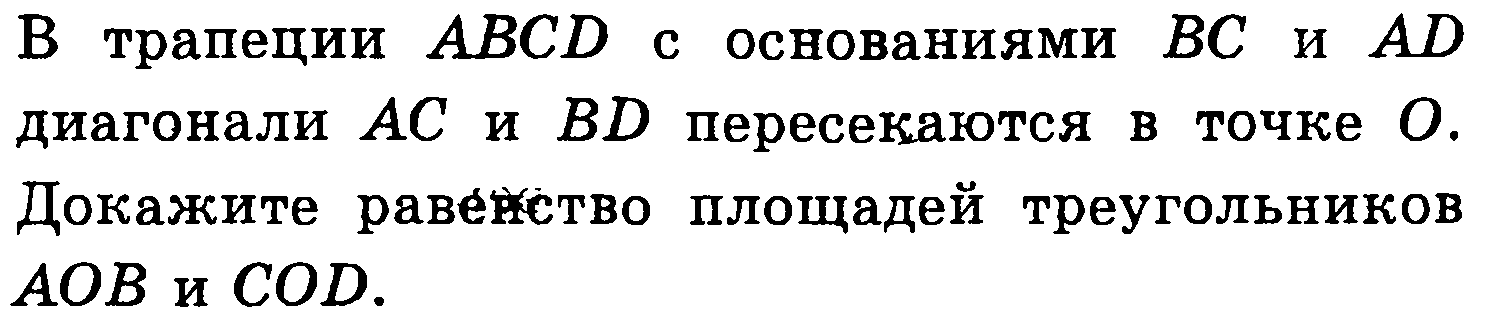 В трапеции ABCD с основаниями BC и AD
диагонали AC и BD пересекаются в точке O.
Докажите равенство площадей треугольников
AOB и COD.